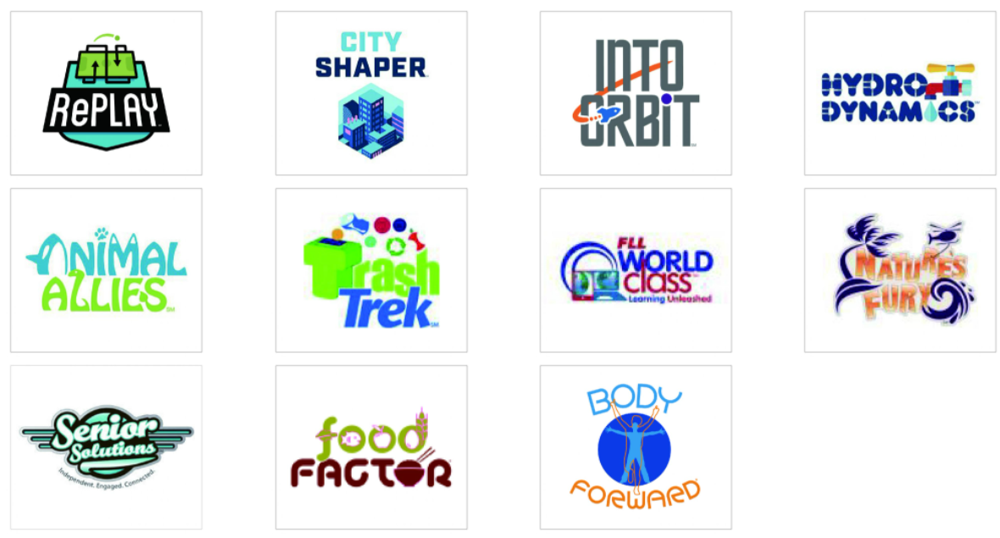 RePLAY
CITY
SHAPER
INTO
ORBIT
HYDRO
DYNAMICS
ANIMAL
ALLIES
Trash
Trek
FLL
WORLD
class
Learning Unleashed
NATURE'S
FURY
Senior
Solutions
Independent. Engaged. Connected.
food
FACTOR
BODY
FORWARD